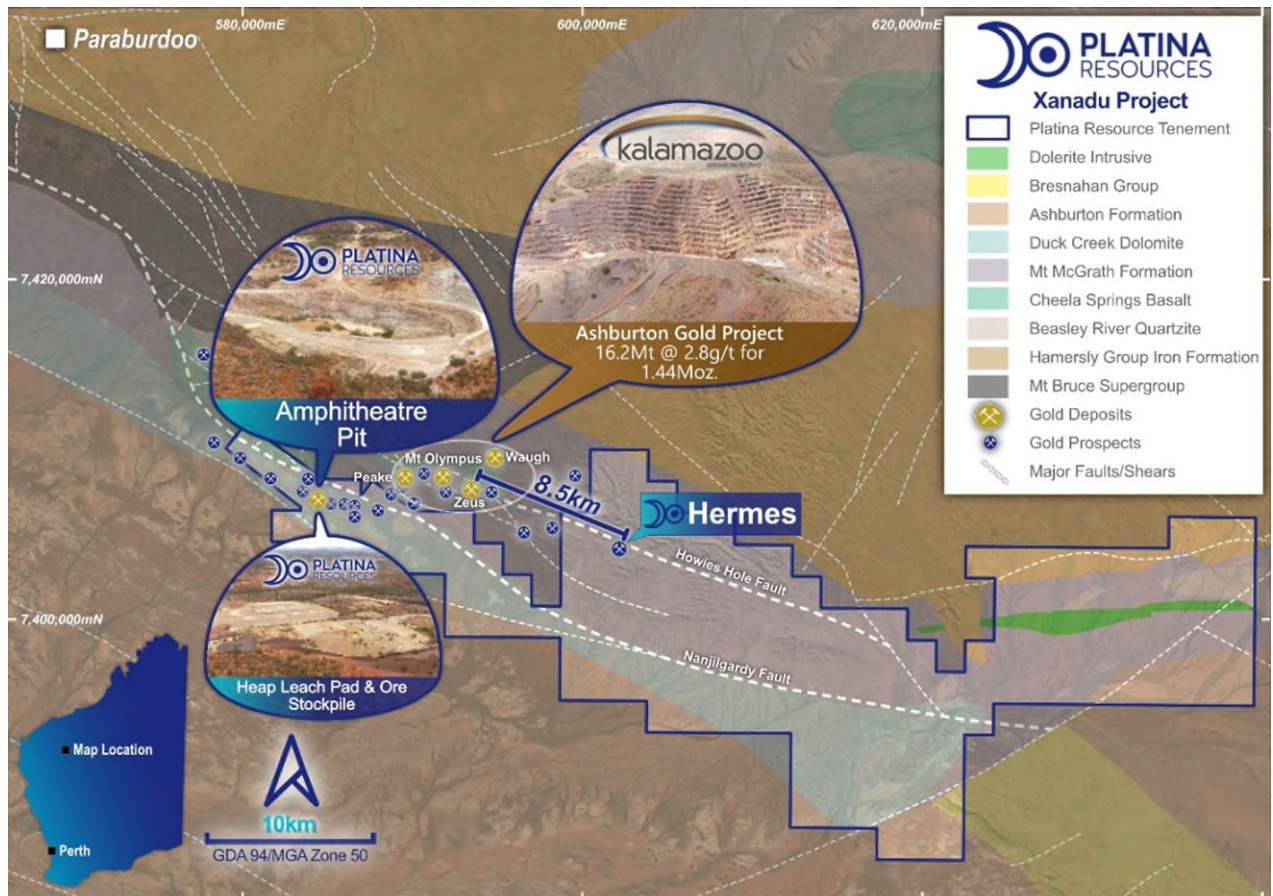 Paraburdoo
580,000mE
600,000mE
620,000mE
7,420,000mN
7,400,000mN
PLATINA
RESOURCES
Xanadu Project
Platina Resource Tenement
Dolerite Intrusive
Bresnahan Group
Ashburton Formation
Duck Creek Dolomite
Mt McGrath Formation
Cheela Springs Basalt
Beasley River Quartzite
Hamersly Group Iron Formation
Mt Bruce Supergroup
Gold Deposits
Gold Prospects
Major Faults/Shears
kalamazoo
Ashburton Gold Project
16.2Mt @ 2.8g/t for
1.44Moz.
PLATINA
RESOURCES
Amphitheatre
Pit
Mt Olympus
Waugh
Peake
Zeus
8.5km
Hermes
Howies Hole Fault
Nanjilgardy Fault
PLATINA
RESOURCES
Heap Leach Pad & Ore
Stockpile
Map Location
Perth
10km
GDA 94/MGA Zone 50